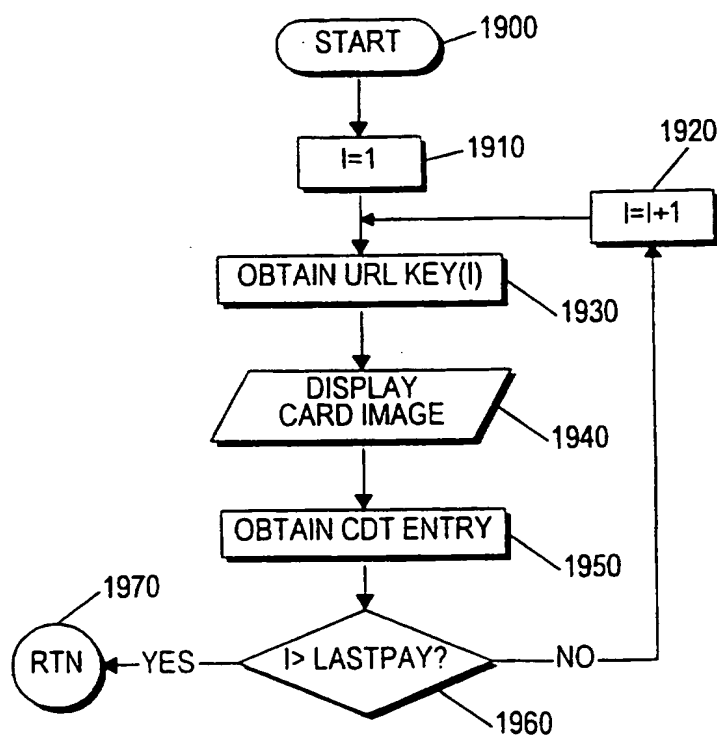 START
1900
I=1
1910
1920
I=I+1
OBTAIN URL KEY(I)
1930
DISPLAY
CARD IMAGE
1940
OBTAIN CDT ENTRY
1950
1970
RTN
YES
I> LASTPAY?
NO
1960